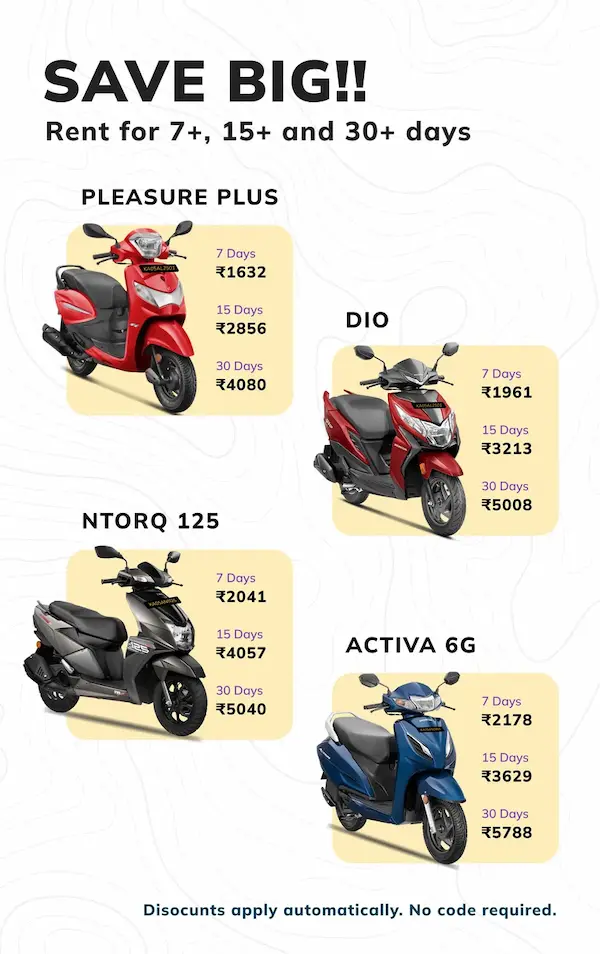 SAVE BIG!!
Rent for 7+, 15+ and 30+ days
PLEASURE PLUS
7 Days
₹1632
15 Days
₹2856
30 Days
₹4080
DIO
7 Days
₹1961
15 Days
₹3213
30 Days
₹5008
NTORQ 125
7 Days
₹2041
15 Days
₹4057
30 Days
₹5040
ACTIVA 6G
7 Days
₹2178
15 Days
₹3629
30 Days
₹5788
Disocunts apply automatically. No code required.